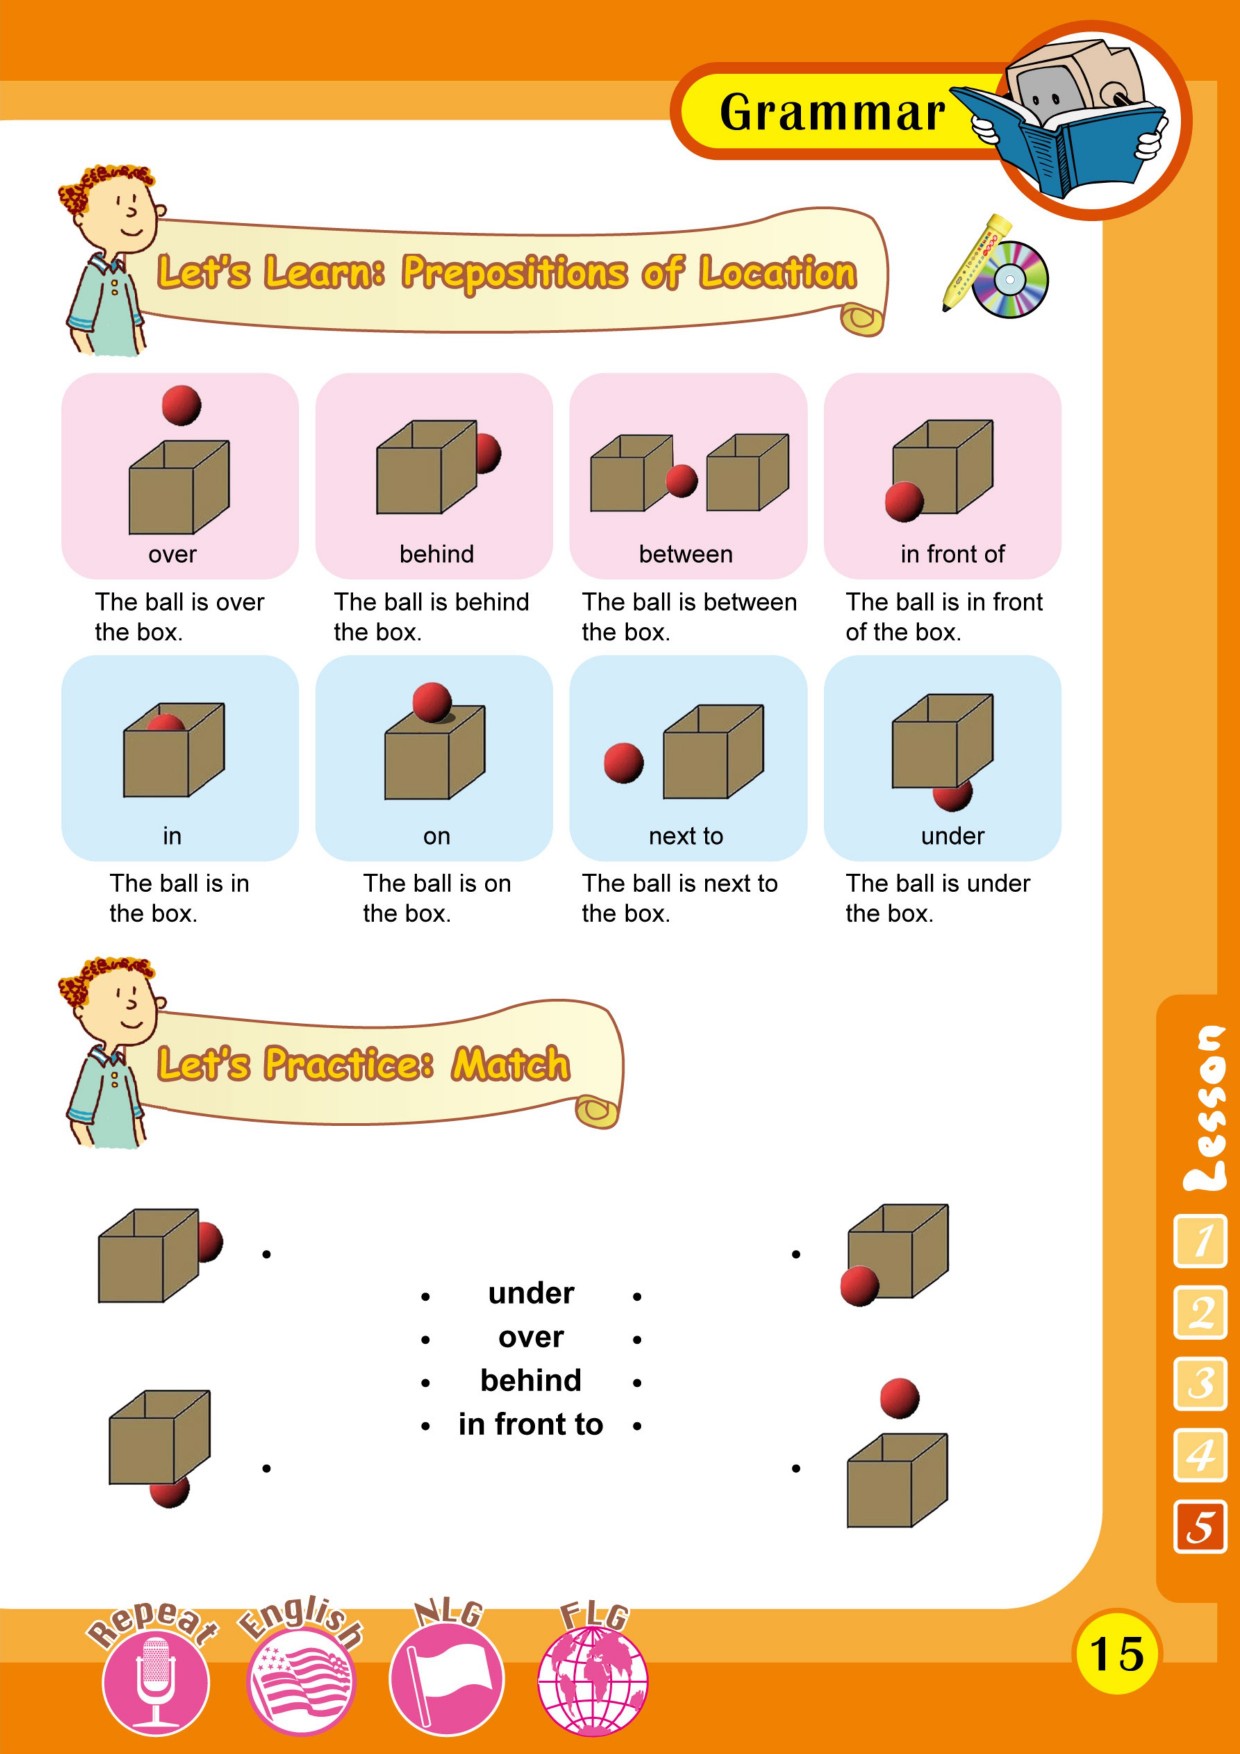 Grammar
Let's Learn: Prepositions of Location
over
behind
between
in front of
The ball is over
the box.
The ball is behind
the box.
The ball is between
the box.
The ball is in front
of the box.
in
on
next to
under
The ball is in
the box.
The ball is on
the box.
The ball is next to
the box.
The ball is under
the box.
Let's Practice: Match
• under •
• over •
• behind •
• in front to •
Lesson
1
2
3
4
5
Repeat
English
NLG
FLG
15